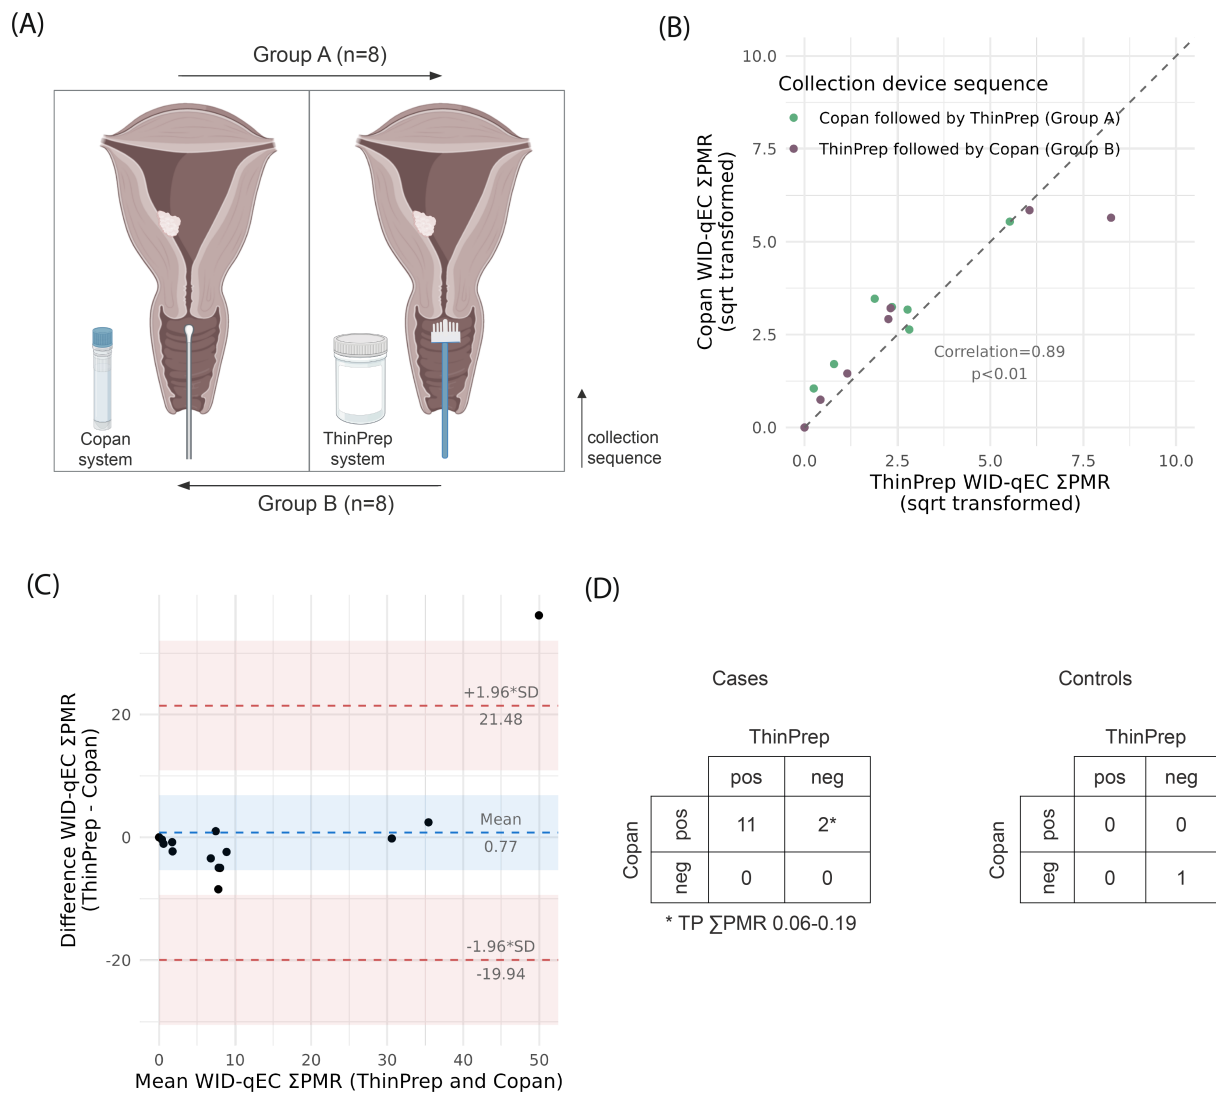 (A)
Group A (n=8)
Copan
system
ThinPrep
system
collection
sequence
Group B (n=8)
(B)
10.0
7.5
5.0
2.5
0.0
Copan WID-qEC ΣPMR
(sqrt transformed)
Collection device sequence
Copan followed by ThinPrep (Group A)
ThinPrep followed by Copan (Group B)
Correlation=0.89
p<0.01
0.0 2.5 5.0 7.5 10.0
ThinPrep WID-qEC ΣPMR
(sqrt transformed)
(C)
Difference WID-qEC ΣPMR
(ThinPrep - Copan)
20
0
-20
+1.96*SD
21.48
Mean
0.77
-1.96*SD
-19.94
0 10 20 30 40 50
Mean WID-qEC ΣPMR (ThinPrep and Copan)
(D)
Cases
ThinPrep
pos neg
Copan
pos 11 2*
neg 0 0
* TP ∑PMR 0.06-0.19
Controls
ThinPrep
pos neg
Copan
pos 0 0
neg 0 1